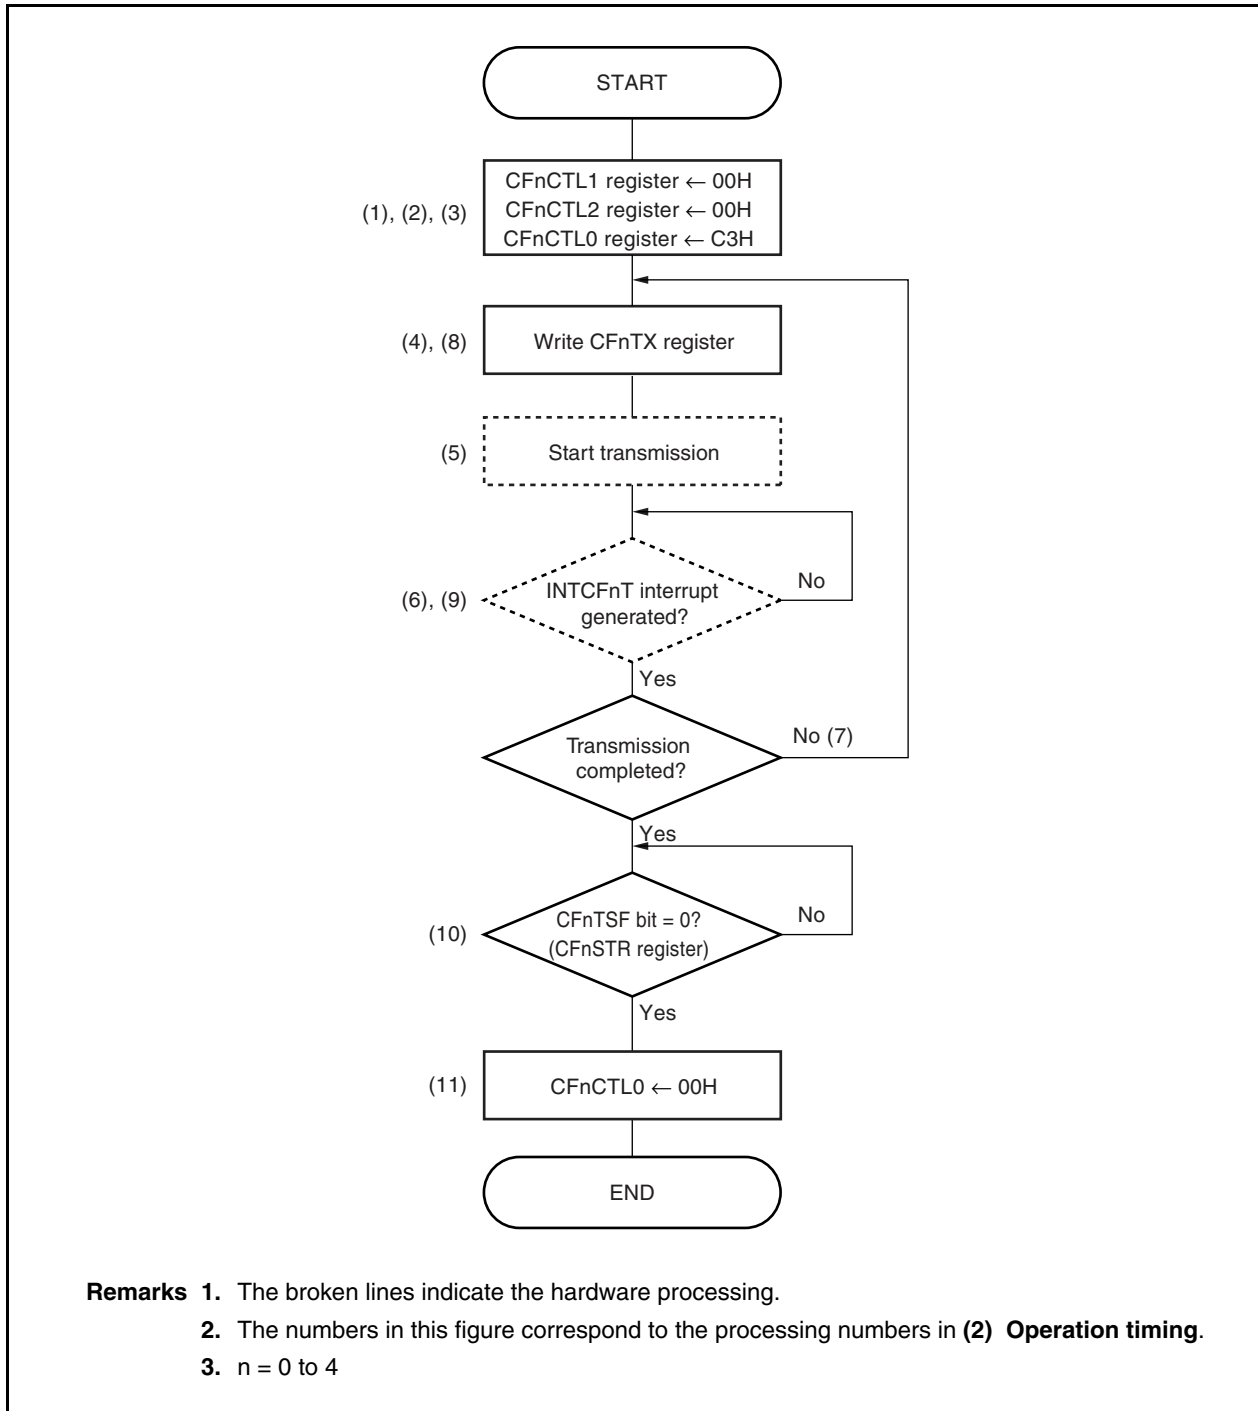 START
CFnCTL1 register ← 00H
(1), (2), (3)
CFnCTL2 register ← 00H
CFnCTL0 register ← C3H
(4), (8)
Write CFnTX register
(5)
Start transmission
(6), (9)
INTCFnT interrupt
generated?
No
Yes
Transmission
completed?
No (7)
Yes
(10)
CFnTSF bit = 0?
(CFnSTR register)
No
Yes
(11)
CFnCTL0 ← 00H
END
Remarks 1. The broken lines indicate the hardware processing.
2. The numbers in this figure correspond to the processing numbers in (2) Operation timing.
3. n = 0 to 4